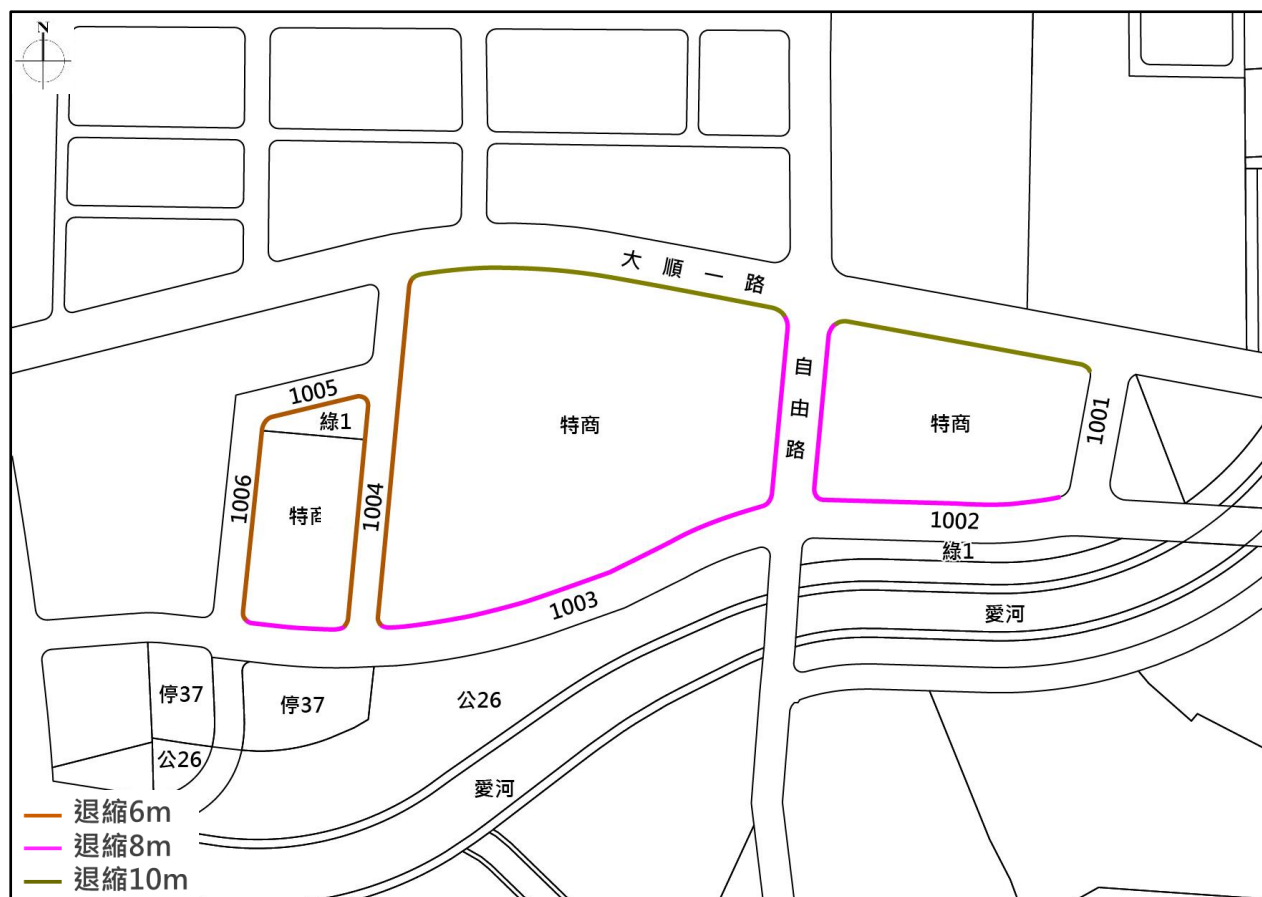 N
大順一路
自由路
1005
綠1
特商
特商
1001
1006
1004
特商
1002
綠1
1003
愛河
停37
停37
公26
公26
愛河
退縮6m
退縮8m
退縮10m